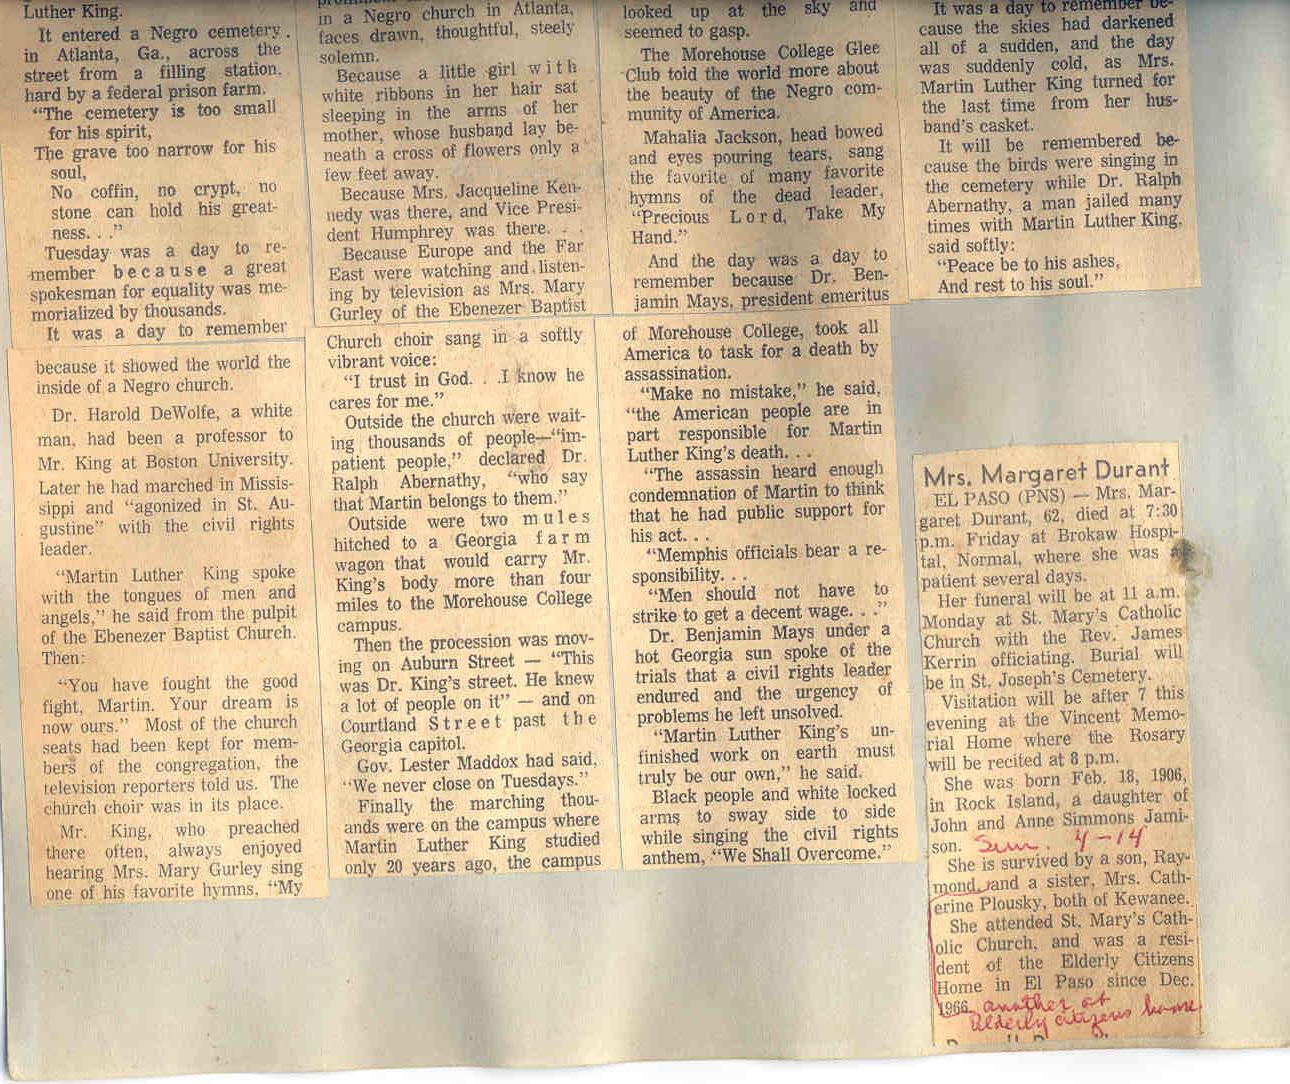 Luther King.
It entered a Negro cemetery
in Atlanta, Ga., across the
street from a filling station,
hard by a federal prison farm.
"The cemetery is too small
for his spirit,
The grave too narrow for his
soul,
No coffin, no crypt, no
stone can hold his great-
ness. . ."
Tuesday was a day to re-
member because a great
spokesman for equality was me-
morialized by thousands.
It was a day to remember
because it showed the world the
inside of a Negro church.
Dr. Harold DeWolfe, a white
man, had been a professor to
Mr. King at Boston University.
Later he had marched in Missis-
sippi and "agonized in St. Au-
gustine" with the civil rights
leader.
"Martin Luther King spoke
with the tongues of men and
angels," he said from the pulpit
of the Ebenezer Baptist Church.
Then:
"You have fought the good
fight, Martin. Your dream is
now ours." Most of the church
seats had been kept for mem-
bers of the congregation, the
television reporters told us. The
church choir was in its place.
Mr. King, who preached
there often, always enjoyed
hearing Mrs. Mary Gurley sing
one of his favorite hymns, "My
in a Negro church in Atlanta,
faces drawn, thoughtful, steely
solemn.
Because a little girl with
white ribbons in her hair sat
sleeping in the arms of her
mother, whose husband lay be-
neath a cross of flowers only a
few feet away.
Because Mrs. Jacqueline Ken-
nedy was there, and Vice Presi-
dent Humphrey was there. . .
Because Europe and the Far
East were watching and listen-
ing by television as Mrs. Mary
Gurley of the Ebenezer Baptist
Church choir sang in a softly
vibrant voice:
"I trust in God. . .I know he
cares for me."
Outside the church were wait-
ing thousands of people—"im-
patient people," declared Dr.
Ralph Abernathy, "who say
that Martin belongs to them."
Outside were two mules
hitched to a Georgia farm
wagon that would carry Mr.
King's body more than four
miles to the Morehouse College
campus.
Then the procession was mov-
ing on Auburn Street — "This
was Dr. King's street. He knew
a lot of people on it" — and on
Courtland Street past the
Georgia capitol.
Gov. Lester Maddox had said,
"We never close on Tuesdays."
Finally the marching thou-
ands were on the campus where
Martin Luther King studied
only 20 years ago, the campus
looked up at the sky and
seemed to gasp.
The Morehouse College Glee
Club told the world more about
the beauty of the Negro com-
munity of America.
Mahalia Jackson, head bowed
and eyes pouring tears, sang
the favorite of many favorite
hymns of the dead leader,
"Precious Lord, Take My
Hand."
And the day was a day to
remember because Dr. Ben-
jamin Mays, president emeritus
of Morehouse College, took all
America to task for a death by
assassination.
"Make no mistake," he said,
"the American people are in
part responsible for Martin
Luther King's death. . .
"The assassin heard enough
condemnation of Martin to think
that he had public support for
his act. . .
"Memphis officials bear a re-
sponsibility. . .
"Men should not have to
strike to get a decent wage. . ."
Dr. Benjamin Mays under a
hot Georgia sun spoke of the
trials that a civil rights leader
endured and the urgency of
problems he left unsolved.
"Martin Luther King's un-
finished work on earth must
truly be our own," he said.
Black people and white locked
arms to sway side to side
while singing the civil rights
anthem, "We Shall Overcome."
It was a day to remember be-
cause the skies had darkened
all of a sudden, and the day
was suddenly cold, as Mrs.
Martin Luther King turned for
the last time from her hus-
band's casket.
It will be remembered be-
cause the birds were singing in
the cemetery while Dr. Ralph
Abernathy, a man jailed many
times with Martin Luther King,
said softly:
"Peace be to his ashes,
And rest to his soul."
Mrs. Margaret Durant
EL PASO (PNS) — Mrs. Mar-
garet Durant, 62, died at 7:30
p.m. Friday at Brokaw Hospi-
tal, Normal, where she was a
patient several days.
Her funeral will be at 11 a.m.
Monday at St. Mary's Catholic
Church with the Rev. James
Kerrin officiating. Burial will
be in St. Joseph's Cemetery.
Visitation will be after 7 this
evening at the Vincent Memo-
rial Home where the Rosary
will be recited at 8 p.m.
She was born Feb. 18, 1906,
in Rock Island, a daughter of
John and Anne Simmons Jami-
son. Sun. 4-14
She is survived by a son, Ray-
mond, and a sister, Mrs. Cath-
erine Plousky, both of Kewanee.
She attended St. Mary's Cath-
olic Church, and was a resi-
dent of the Elderly Citizens
Home in El Paso since Dec.
1966. another at
Elderly citizens home